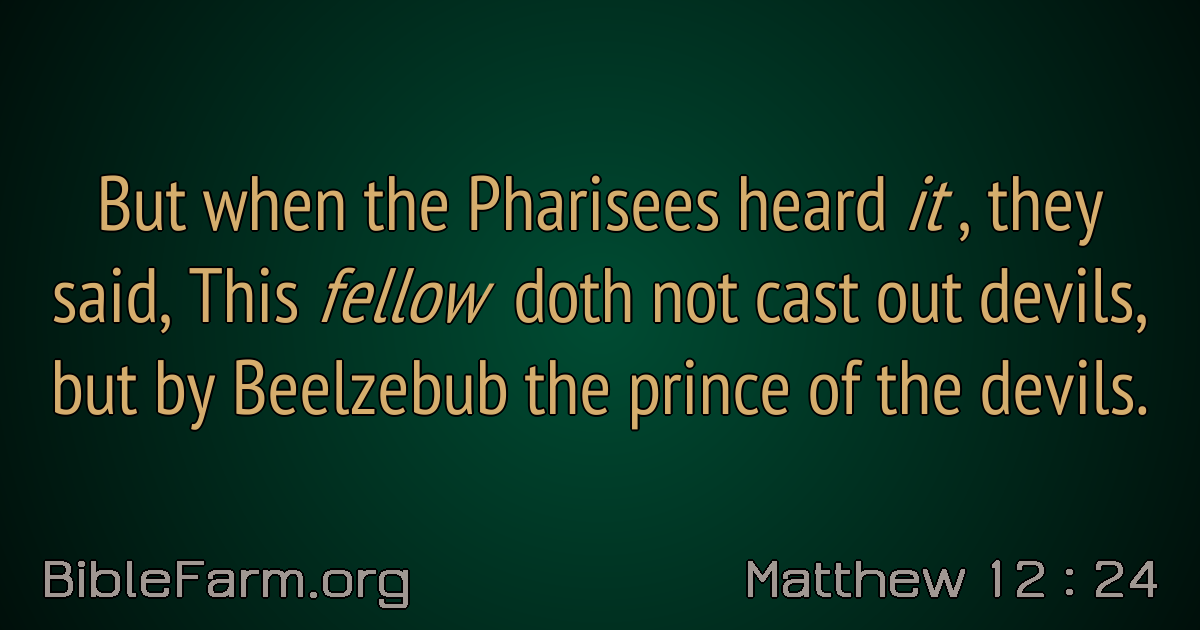 But when the Pharisees heard it , they
said, This fellow doth not cast out devils,
but by Beelzebub the prince of the devils.
BibleFarm.org
Matthew 12 : 24